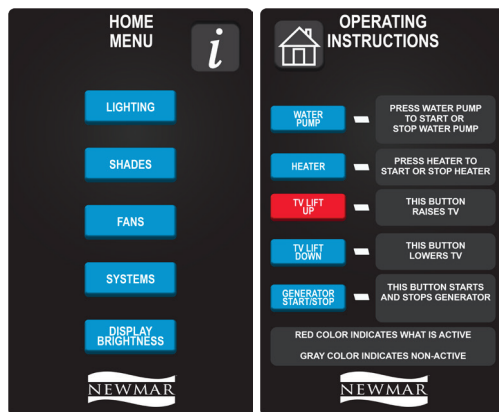 HOME
MENU
i
LIGHTING
SHADES
FANS
SYSTEMS
DISPLAY
BRIGHTNESS
NEWMAR
OPERATING
INSTRUCTIONS
WATER
PUMP
PRESS WATER PUMP
TO START OR
STOP WATER PUMP
HEATER
PRESS HEATER TO
START OR STOP HEATER
TV LIFT
UP
THIS BUTTON
RAISES TV
TV LIFT
DOWN
THIS BUTTON
LOWERS TV
GENERATOR
START/STOP
THIS BUTTON STARTS
AND STOPS GENERATOR
RED COLOR INDICATES WHAT IS ACTIVE
GRAY COLOR INDICATES NON-ACTIVE
NEWMAR